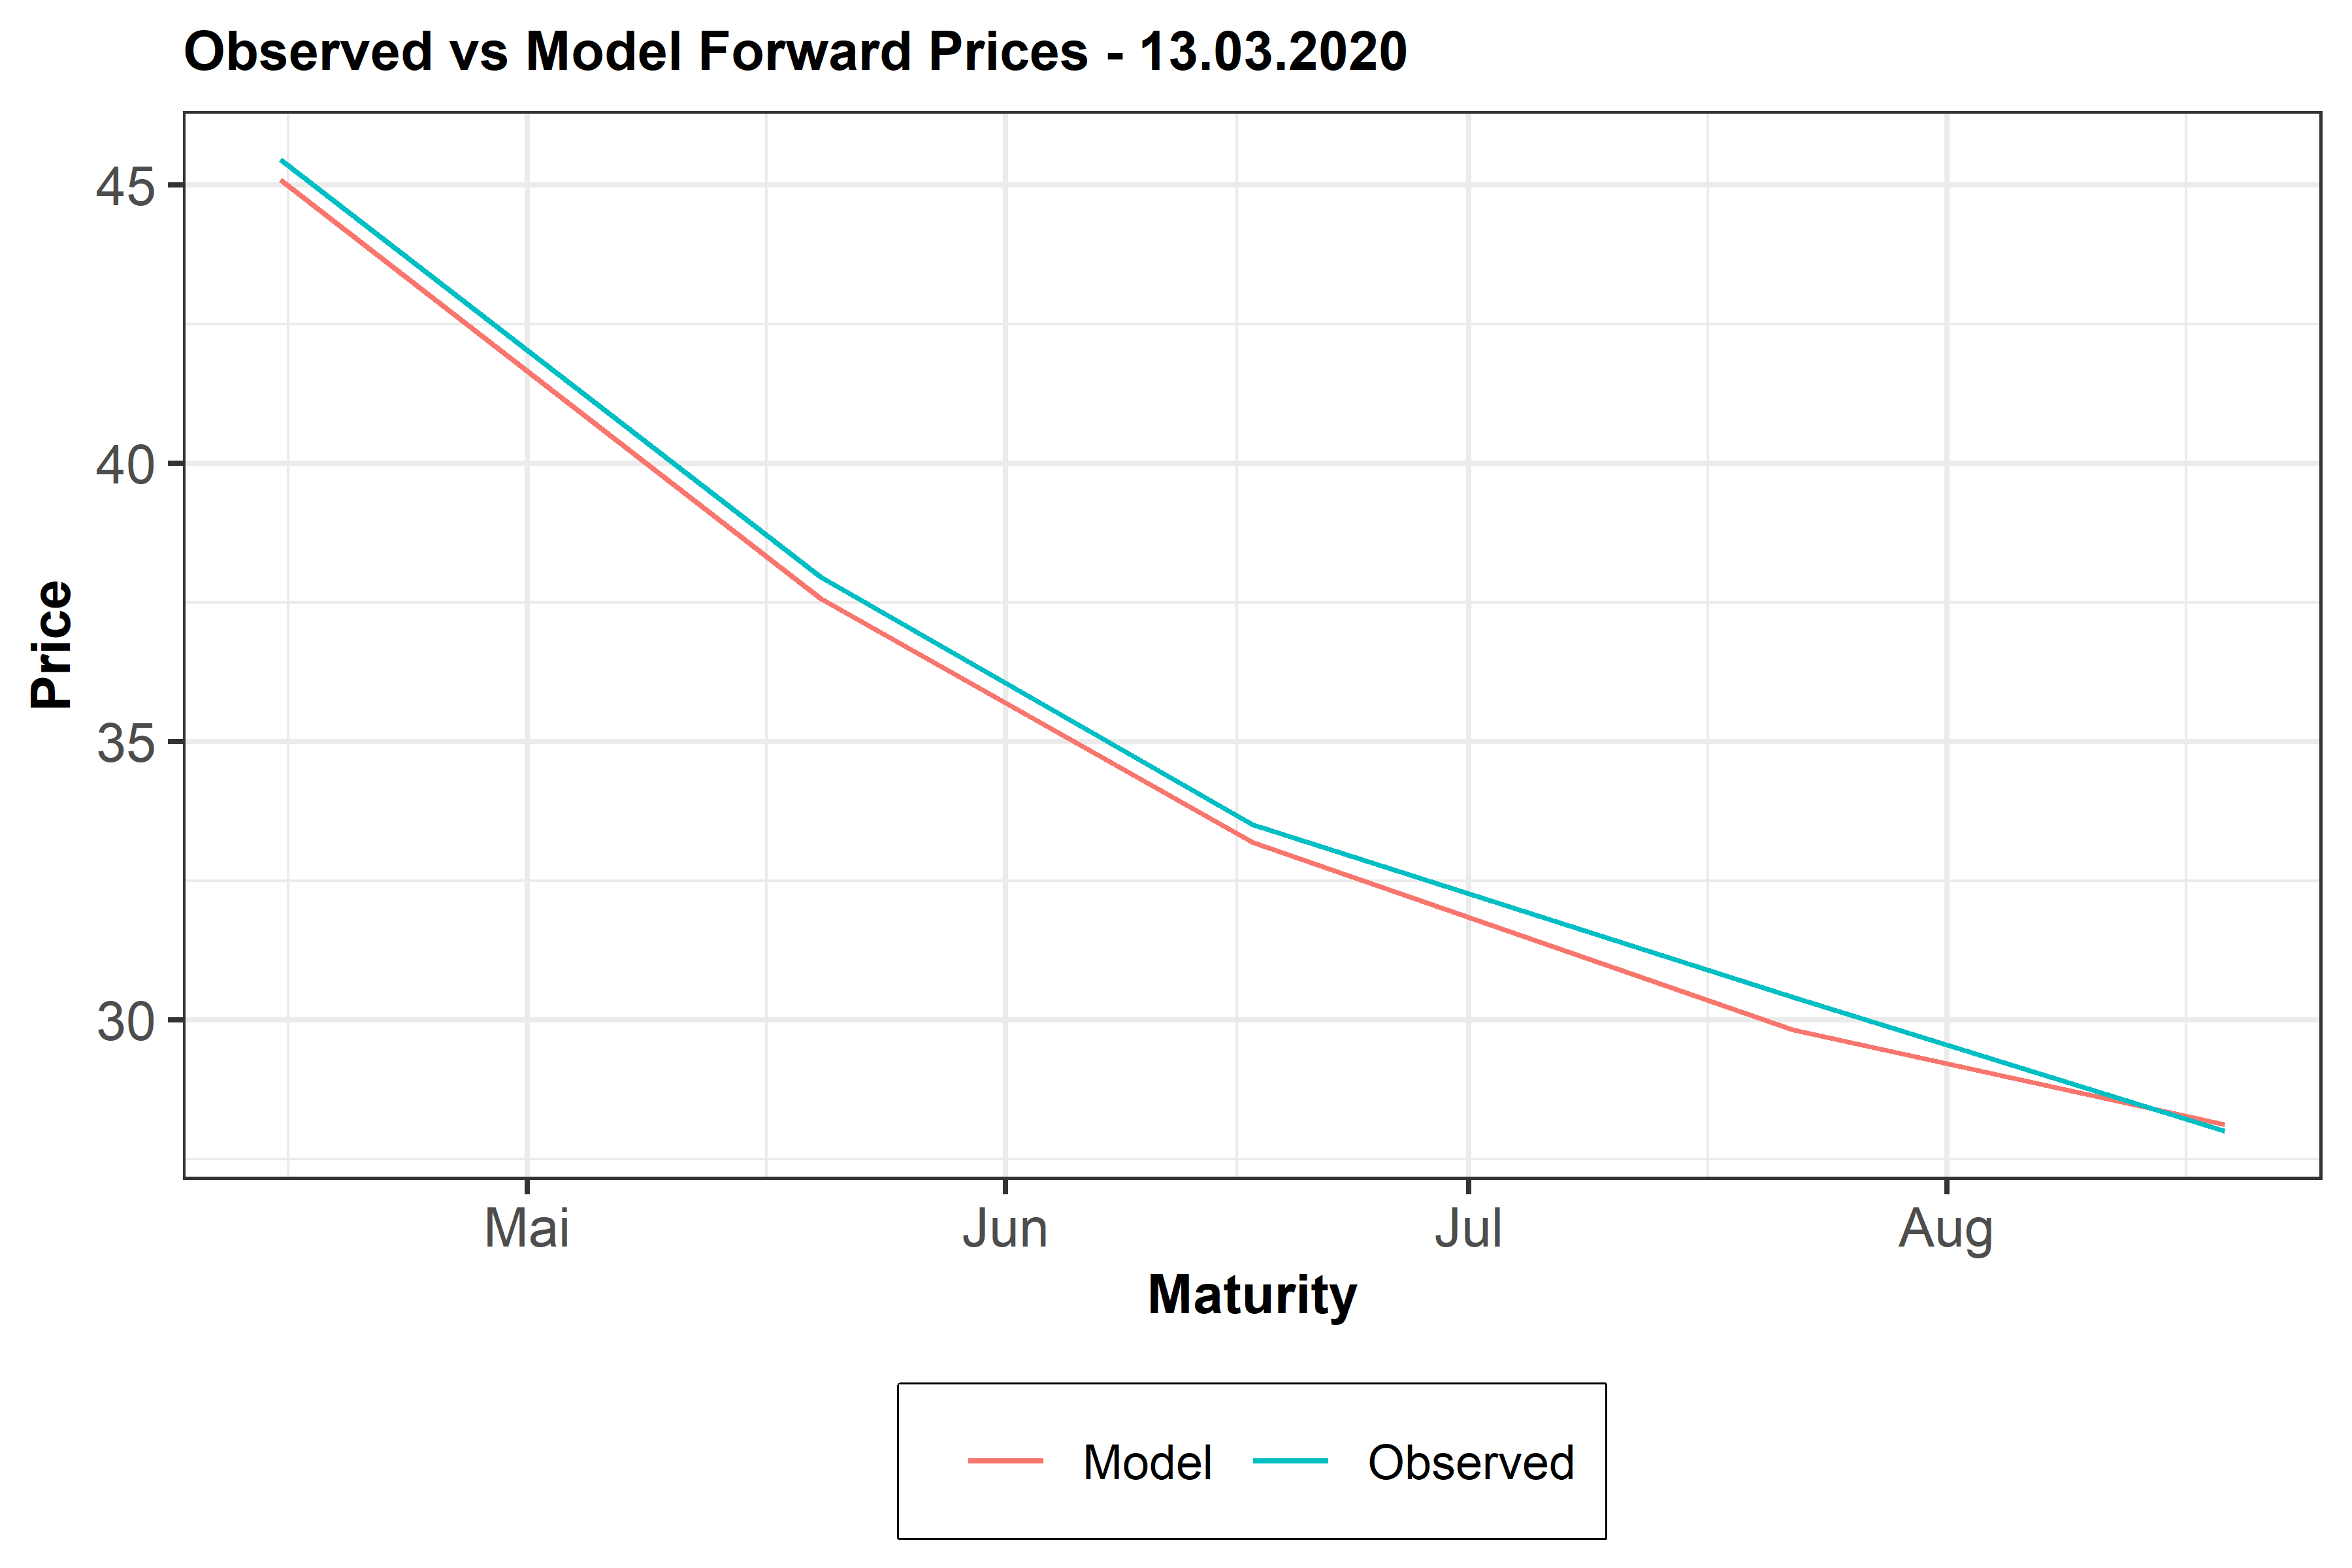 Observed vs Model Forward Prices - 13.03.2020
45
40
35
30
Price
Mai Jun Jul Aug
Maturity
Model Observed